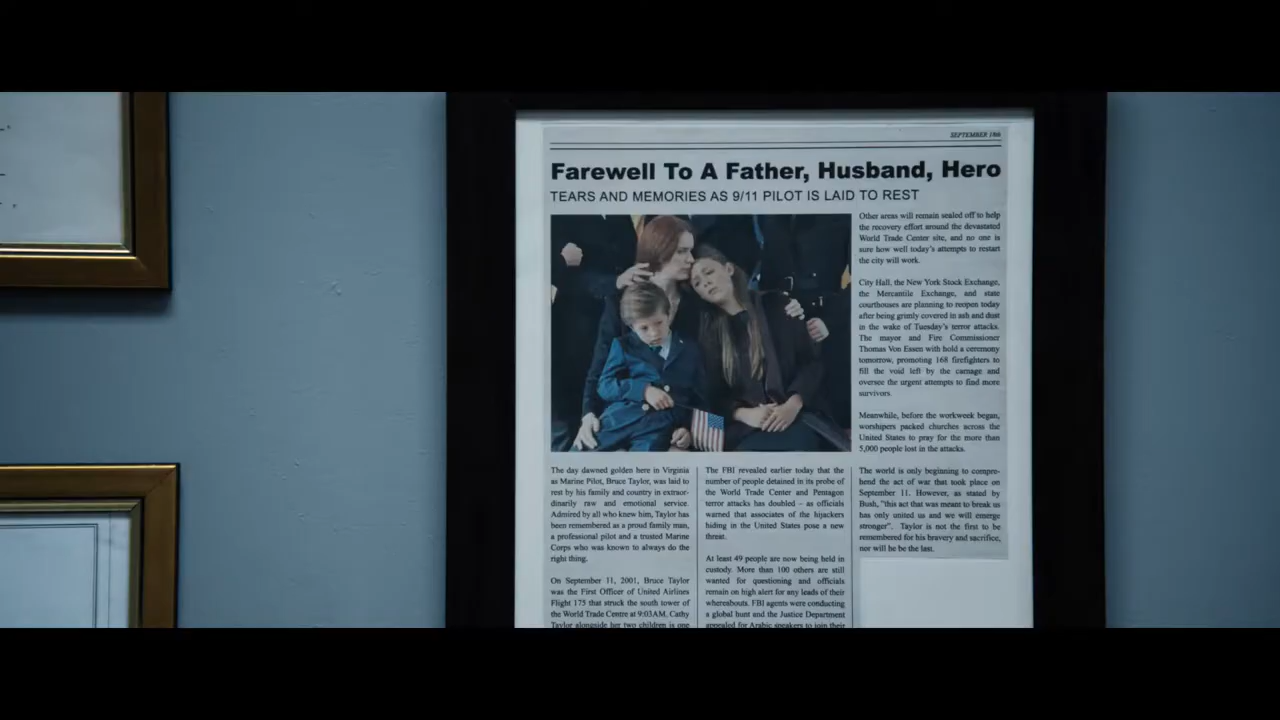 SEPTEMBER 18th
Farewell To A Father, Husband, Hero
TEARS AND MEMORIES AS 9/11 PILOT IS LAID TO REST
The day dawned golden here in Virginia
as Marine Pilot, Bruce Taylor, was laid to
rest by his family and country in extraor-
dinarily raw and emotional service.
Admired by all who knew him, Taylor has
been remembered as a proud family man,
a professional pilot and a trusted Marine
Corps who was known to always do the
right thing.
On September 11, 2001, Bruce Taylor
was the First Officer of United Airlines
Flight 175 that struck the south tower of
the World Trade Centre at 9:03AM. Cathy
Taylor alongside her two children is one
The FBI revealed earlier today that the
number of people detained in its probe of
the World Trade Center and Pentagon
terror attacks has doubled – as officials
warned that associates of the hijackers
hiding in the United States pose a new
threat.
At least 49 people are now being held in
custody. More than 100 others are still
wanted for questioning and officials
remain on high alert for any leads of their
whereabouts. FBI agents were conducting
a global hunt and the Justice Department
appealed for Arabic speakers to join their
Other areas will remain sealed off to help
the recovery effort around the devastated
World Trade Center site, and no one is
sure how well today's attempts to restart
the city will work.
City Hall, the New York Stock Exchange,
the Mercantile Exchange, and state
courthouses are planning to reopen today
after being grimly covered in ash and dust
in the wake of Tuesday's terror attacks.
The mayor and Fire Commissioner
Thomas Von Essen with hold a ceremony
tomorrow, promoting 168 firefighters to
fill the void left by the carnage and
oversee the urgent attempts to find more
survivors.
Meanwhile, before the workweek began,
worshipers packed churches across the
United States to pray for the more than
5,000 people lost in the attacks.
The world is only beginning to compre-
hend the act of war that took place on
September 11. However, as stated by
Bush, "this act that was meant to break us
has only united us and we will emerge
stronger". Taylor is not the first to be
remembered for his bravery and sacrifice,
nor will he be the last.